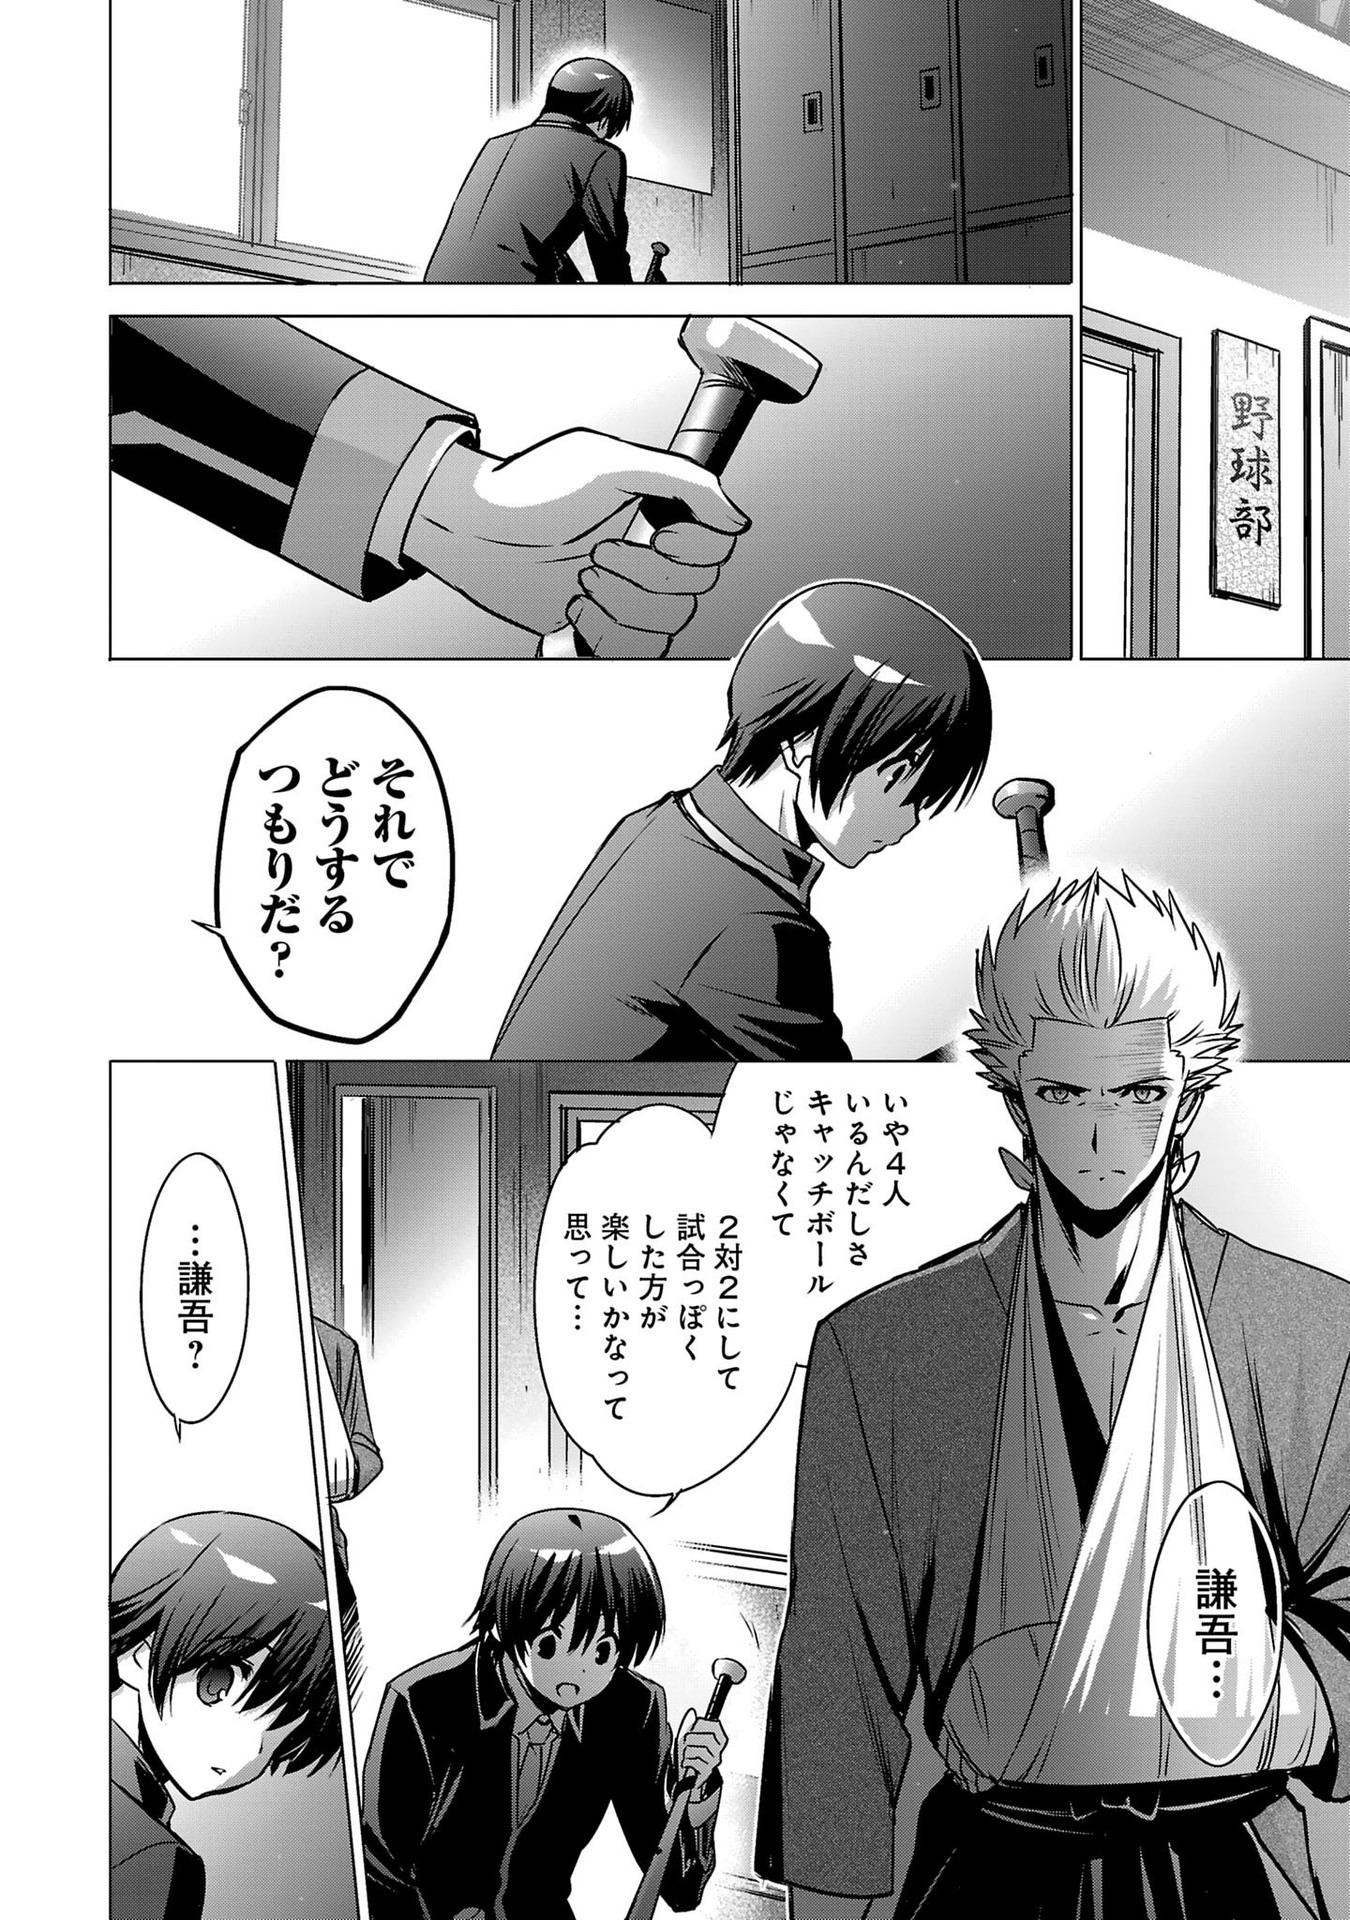 野球部
それで
どうする
つもりだ?
謙吾…
いや4人
いるんだしさ
キャッチボール
じゃなくて
2対2にして
試合っぽく
した方が
楽しいかなって
思って…
…謙吾?